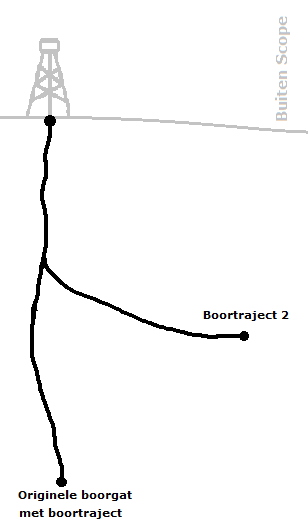 Buiten Scope
Boortraject 2
Originele boorgat
met boortraject